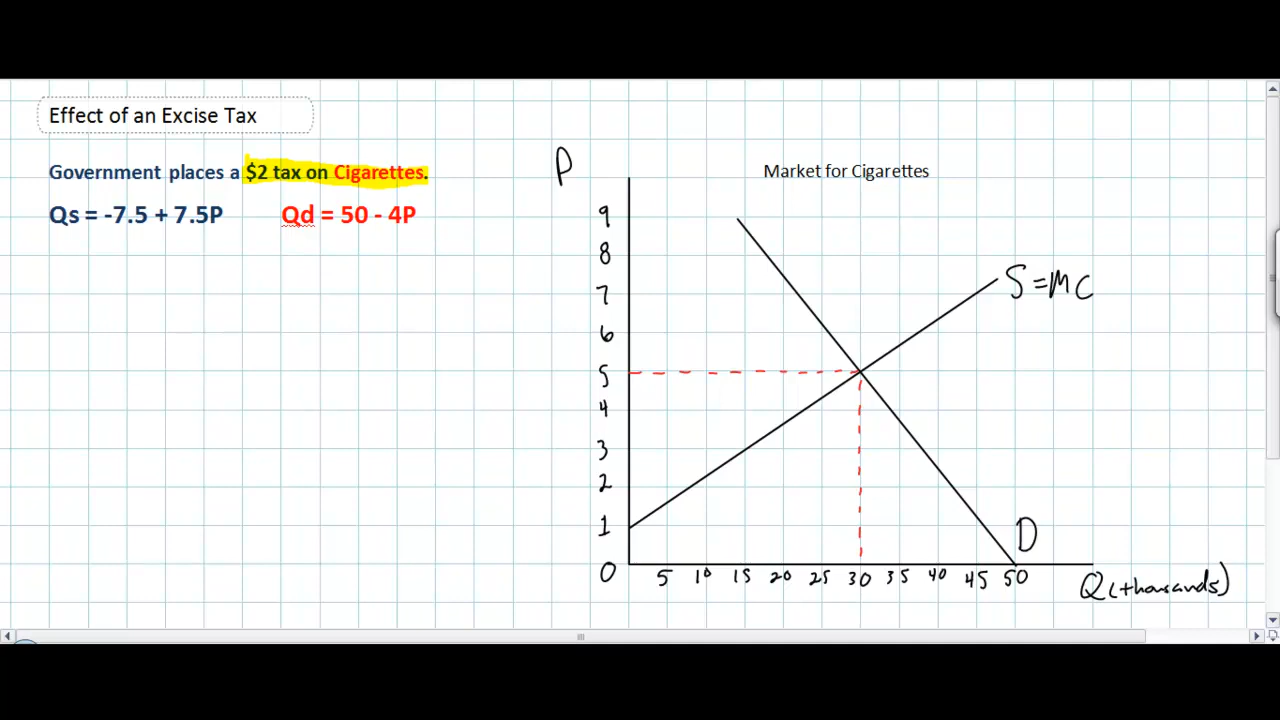 Effect of an Excise Tax
Government places a $2 tax on Cigarettes.
Qs = -7.5 + 7.5P Qd = 50 - 4P
P
Market for Cigarettes
9
8
7
6
5
4
3
2
1
0
S=MC
D
5 10 15 20 25 30 35 40 45 50
Q (thousands)